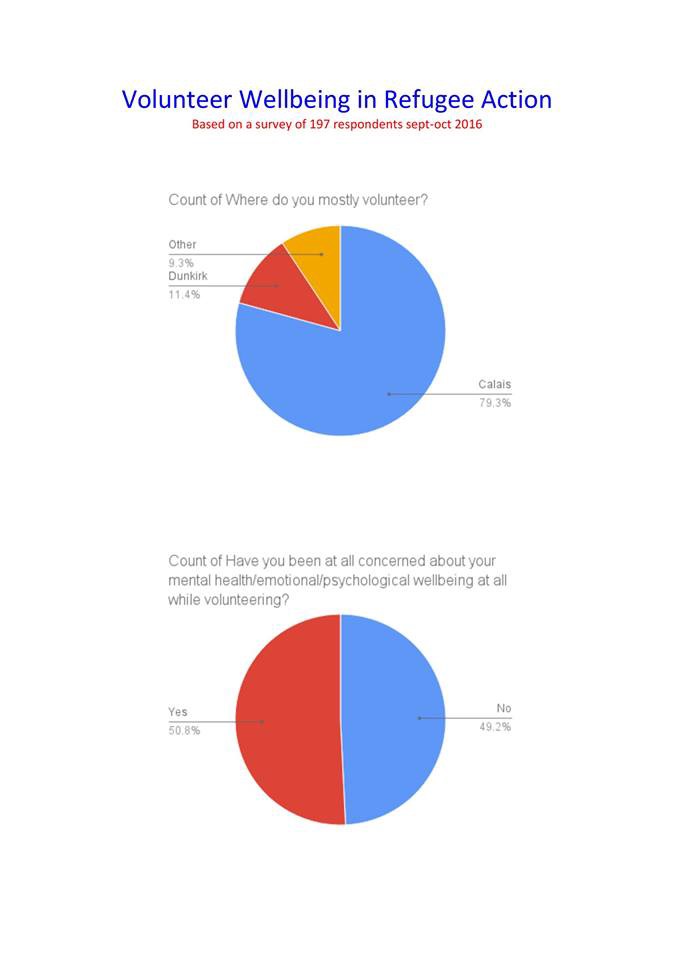 Volunteer Wellbeing in Refugee Action
Based on a survey of 197 respondents sept-oct 2016
Count of Where do you mostly volunteer?
Other
9.3%
Dunkirk
11.4%
Calais
79.3%
Count of Have you been at all concerned about your
mental health/emotional/psychological wellbeing at all
while volunteering?
Yes
50.8%
No
49.2%